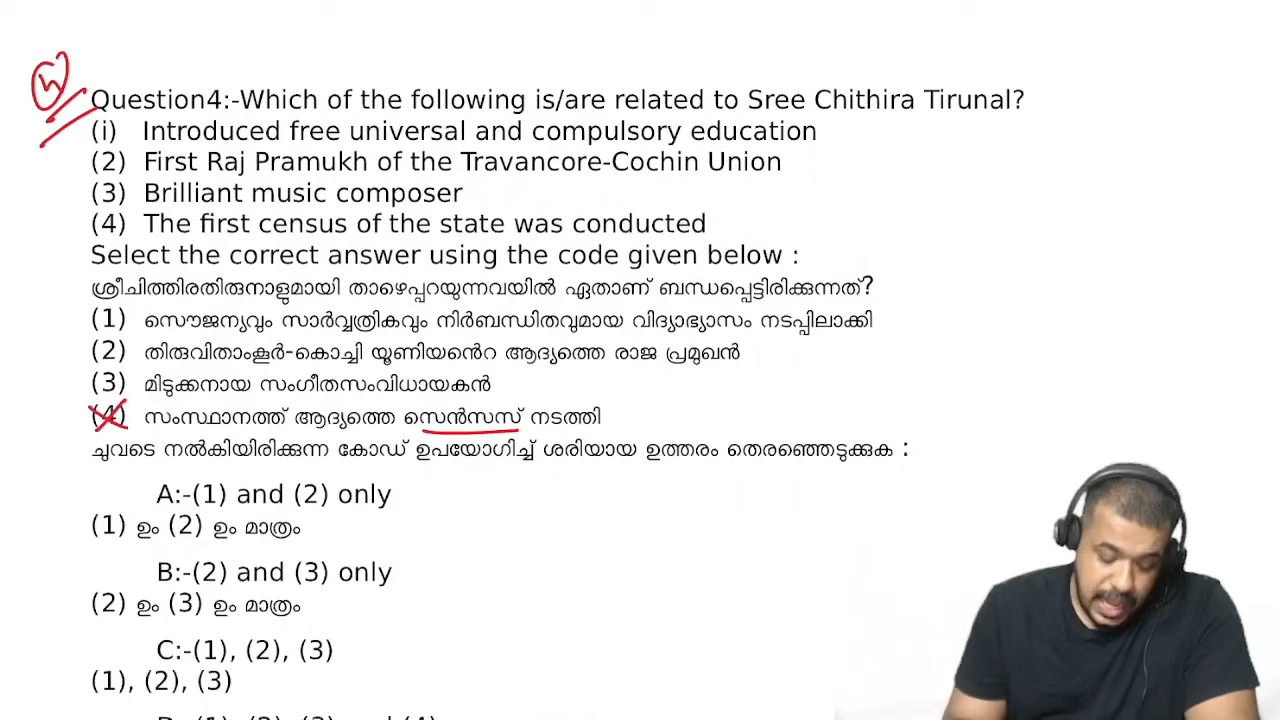 Question4:-Which of the following is/are related to Sree Chithira Tirunal?
(i) Introduced free universal and compulsory education
(2) First Raj Pramukh of the Travancore-Cochin Union
(3) Brilliant music composer
(4) The first census of the state was conducted
Select the correct answer using the code given below :
ശ്രീചിത്തിരതിരുനാളുമായി താഴെപ്പറയുന്നവയിൽ ഏതാണ് ബന്ധപ്പെട്ടിരിക്കുന്നത്?
(1) സൌജന്യവും സാർവ്വത്രികവും നിർബന്ധിതവുമായ വിദ്യാഭ്യാസം നടപ്പിലാക്കി
(2) തിരുവിതാംകൂർ-കൊച്ചി യൂണിയൻെറ ആദ്യത്തെ രാജ പ്രമുഖൻ
(3) മിടുക്കനായ സംഗീതസംവിധായകൻ
(4) സംസ്ഥാനത്ത് ആദ്യത്തെ സെൻസസ് നടത്തി
ചുവടെ നൽകിയിരിക്കുന്ന കോഡ് ഉപയോഗിച്ച് ശരിയായ ഉത്തരം തെരഞ്ഞെടുക്കുക :
A:-(1) and (2) only
(1) ഉം (2) ഉം മാത്രം
B:-(2) and (3) only
(2) ഉം (3) ഉം മാത്രം
C:-(1), (2), (3)
(1), (2), (3)